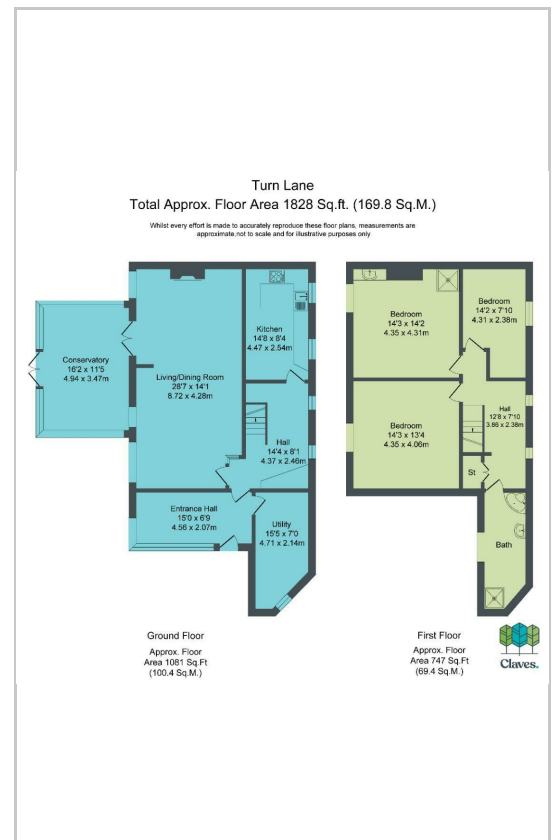 Turn Lane
Total Approx. Floor Area 1828 Sq.ft. (169.8 Sq.M.)
Whilst every effort is made to accurately reproduce these floor plans, measurements are
approximate,not to scale and for illustrative purposes only
Conservatory
16'2 x 11'5
4.94 x 3.47m
Living/Dining Room
28'7 x 14'1
8.72 x 4.28m
Kitchen
14'8 x 8'4
4.47 x 2.54m
Hall
14'4 x 8'1
4.37 x 2.46m
Entrance Hall
15'0 x 6'9
4.56 x 2.07m
Utility
15'5 x 7'0
4.71 x 2.14m
Ground Floor
Approx. Floor
Area 1081 Sq.Ft
(100.4 Sq.M.)
Bedroom
14'3 x 14'2
4.35 x 4.31m
Bedroom
14'2 x 7'10
4.31 x 2.38m
Bedroom
14'3 x 13'4
4.35 x 4.06m
Hall
12'8 x 7'10
3.86 x 2.38m
St
Bath
First Floor
Approx. Floor
Area 747 Sq.Ft
(69.4 Sq.M.)
Claves.